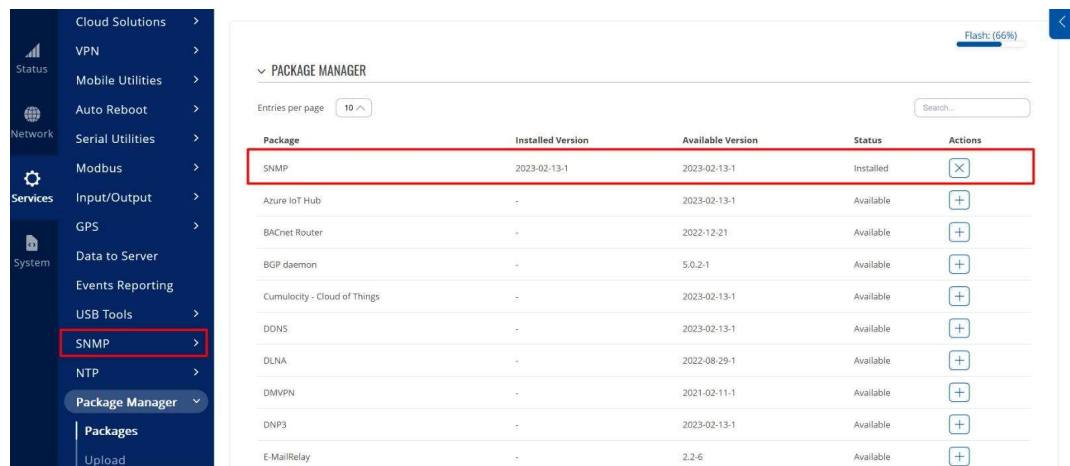 Status
Network
Services
System
Cloud Solutions
VPN
Mobile Utilities
Auto Reboot
Serial Utilities
Modbus
Input/Output
GPS
Data to Server
Events Reporting
USB Tools
SNMP
NTP
Package Manager
Packages
Upload
Flash: (66%)
PACKAGE MANAGER
Entries per page 10 Search...
Package Installed Version Available Version Status Actions
SNMP 2023-02-13-1 2023-02-13-1 Installed
Azure IoT Hub - 2023-02-13-1 Available
BACnet Router - 2022-12-21 Available
BGP daemon - 5.0.2-1 Available
Cumulocity - Cloud of Things - 2023-02-13-1 Available
DDNS - 2023-02-13-1 Available
DLNA - 2022-08-29-1 Available
DMVPN - 2021-02-11-1 Available
DNP3 - 2023-02-13-1 Available
E-MailRelay - 2.2-6 Available